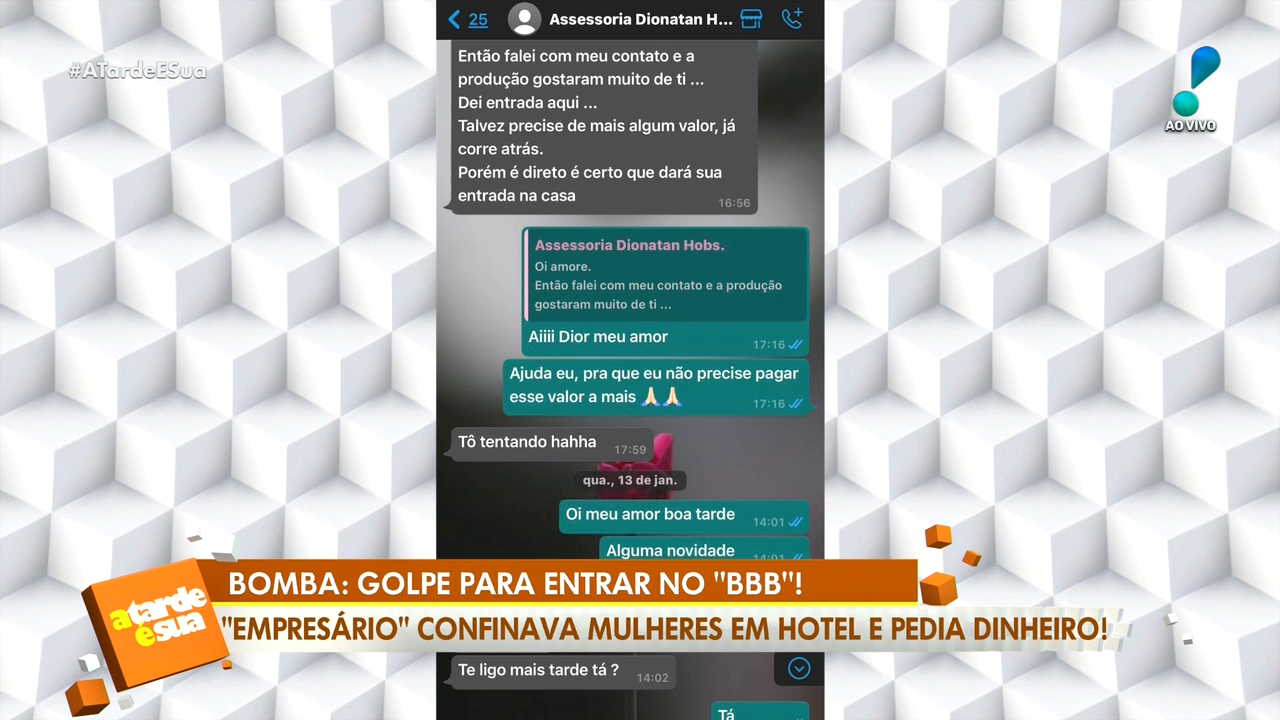 25
Assessoria Dionatan H...
#ATardeESua
AO VIVO
Então falei com meu contato e a
produção gostaram muito de ti ...
Dei entrada aqui ...
Talvez precise de mais algum valor, já
corre atrás.
Porém é direto é certo que dará sua
entrada na casa
16:56
Assessoria Dionatan Hobs.
Oi amore.
Então falei com meu contato e a produção
gostaram muito de ti ...
Aiiii Dior meu amor
17:16
Ajuda eu, pra que eu não precise pagar
esse valor a mais 🙏🏻🙏🏻
17:16
Tô tentando hahha
17:59
qua., 13 de jan.
Oi meu amor boa tarde
14:01
Alguma novidade
14:01
a tarde
é sua
BOMBA: GOLPE PARA ENTRAR NO "BBB"!
"EMPRESÁRIO" CONFINAVA MULHERES EM HOTEL E PEDIA DINHEIRO!
Te ligo mais tarde tá ?
14:02
Tá